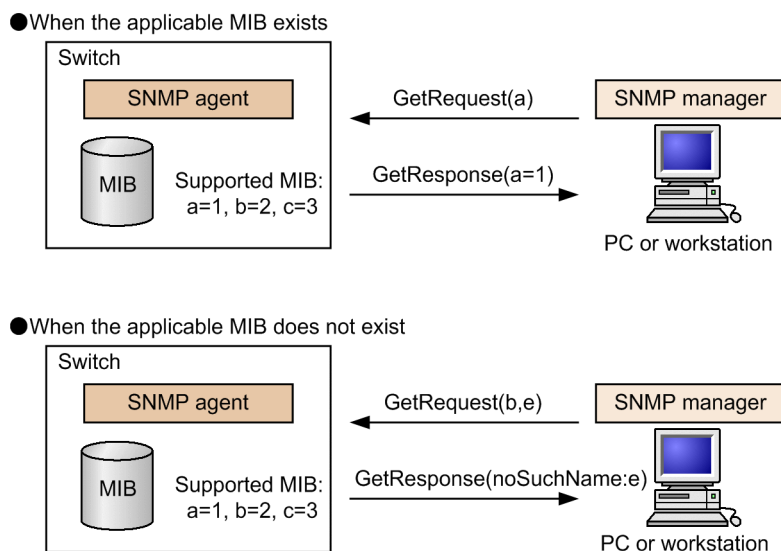 ●When the applicable MIB exists
Switch
SNMP agent
GetRequest(a)
SNMP manager
MIB
Supported MIB:
a=1, b=2, c=3
GetResponse(a=1)
PC or workstation
●When the applicable MIB does not exist
Switch
SNMP agent
GetRequest(b,e)
SNMP manager
MIB
Supported MIB:
a=1, b=2, c=3
GetResponse(noSuchName:e)
PC or workstation